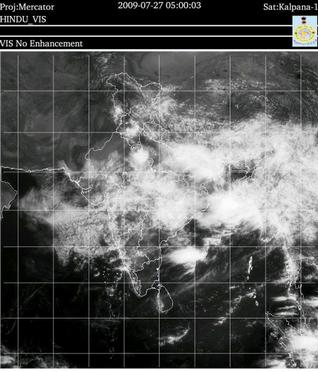 Proj:Mercator 2009-07-27 05:00:03 Sat:Kalpana-1
HINDU_VIS
VIS No Enhancement